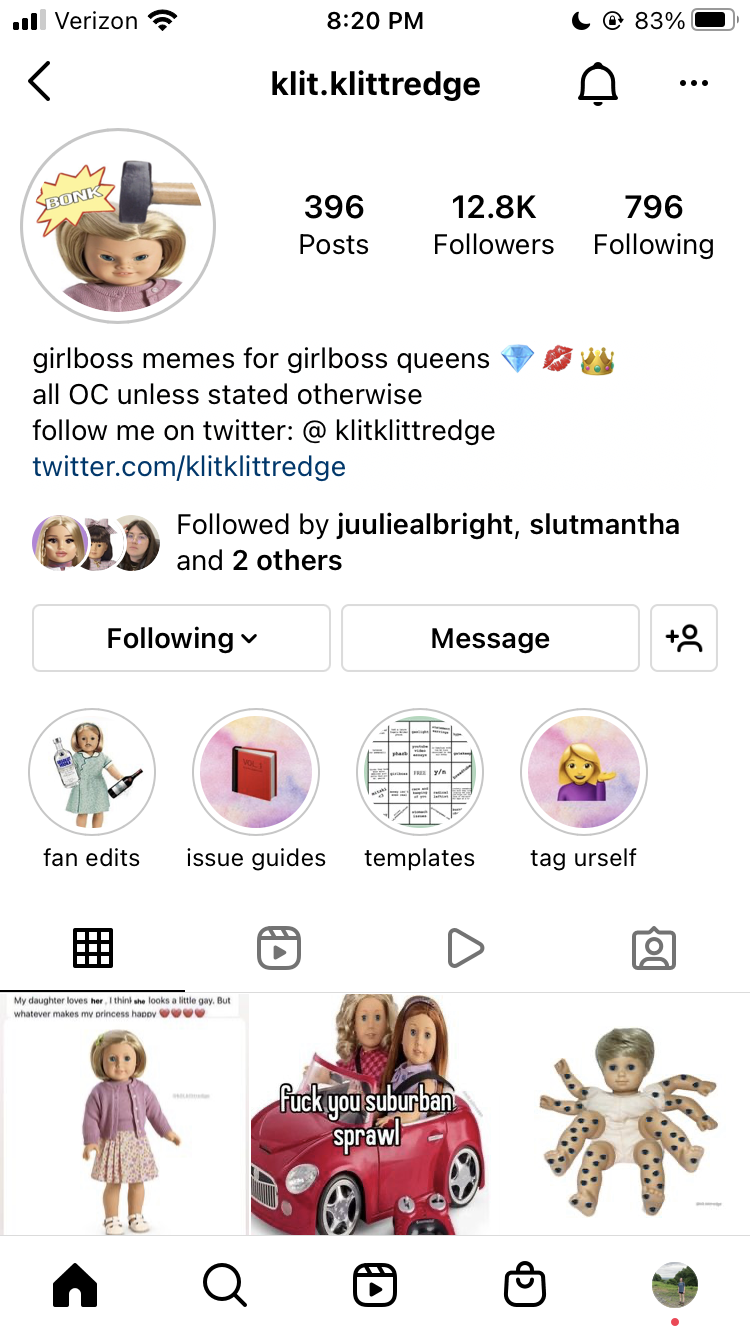 Verizon 8:20 PM 83%
klit.klittredge
BONK
396 12.8K 796
Posts Followers Following
girlboss memes for girlboss queens 💎 💋 👑
all OC unless stated otherwise
follow me on twitter: @ klitklittredge
twitter.com/klitklittredge
Followed by juuliealbright, slutmantha
and 2 others
Following Message
VOL. 1
FREE y/n
fan edits issue guides templates tag urself
My daughter loves her , I think she looks a little gay. But
whatever makes my princess happy ❤️❤️❤️❤️
fuck you suburban
sprawl